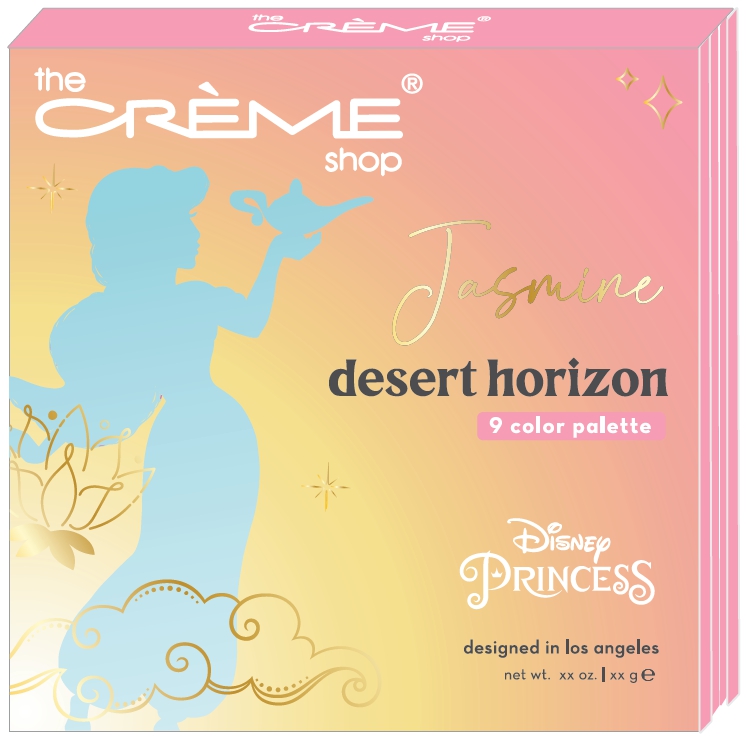 the
CRÈME®
shop
the
CRÈME®
shop
Jasmine
desert horizon
9 color palette
Disney
PRINCESS
designed in los angeles
net wt. xx oz. | xx g ℮